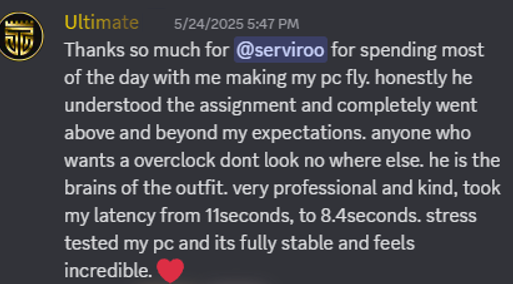 Ultimate 5/24/2025 5:47 PM
Thanks so much for @serviroo for spending most
of the day with me making my pc fly. honestly he
understood the assignment and completely went
above and beyond my expectations. anyone who
wants a overclock dont look no where else. he is the
brains of the outfit. very professional and kind, took
my latency from 11seconds, to 8.4seconds. stress
tested my pc and its fully stable and feels
incredible. ❤️